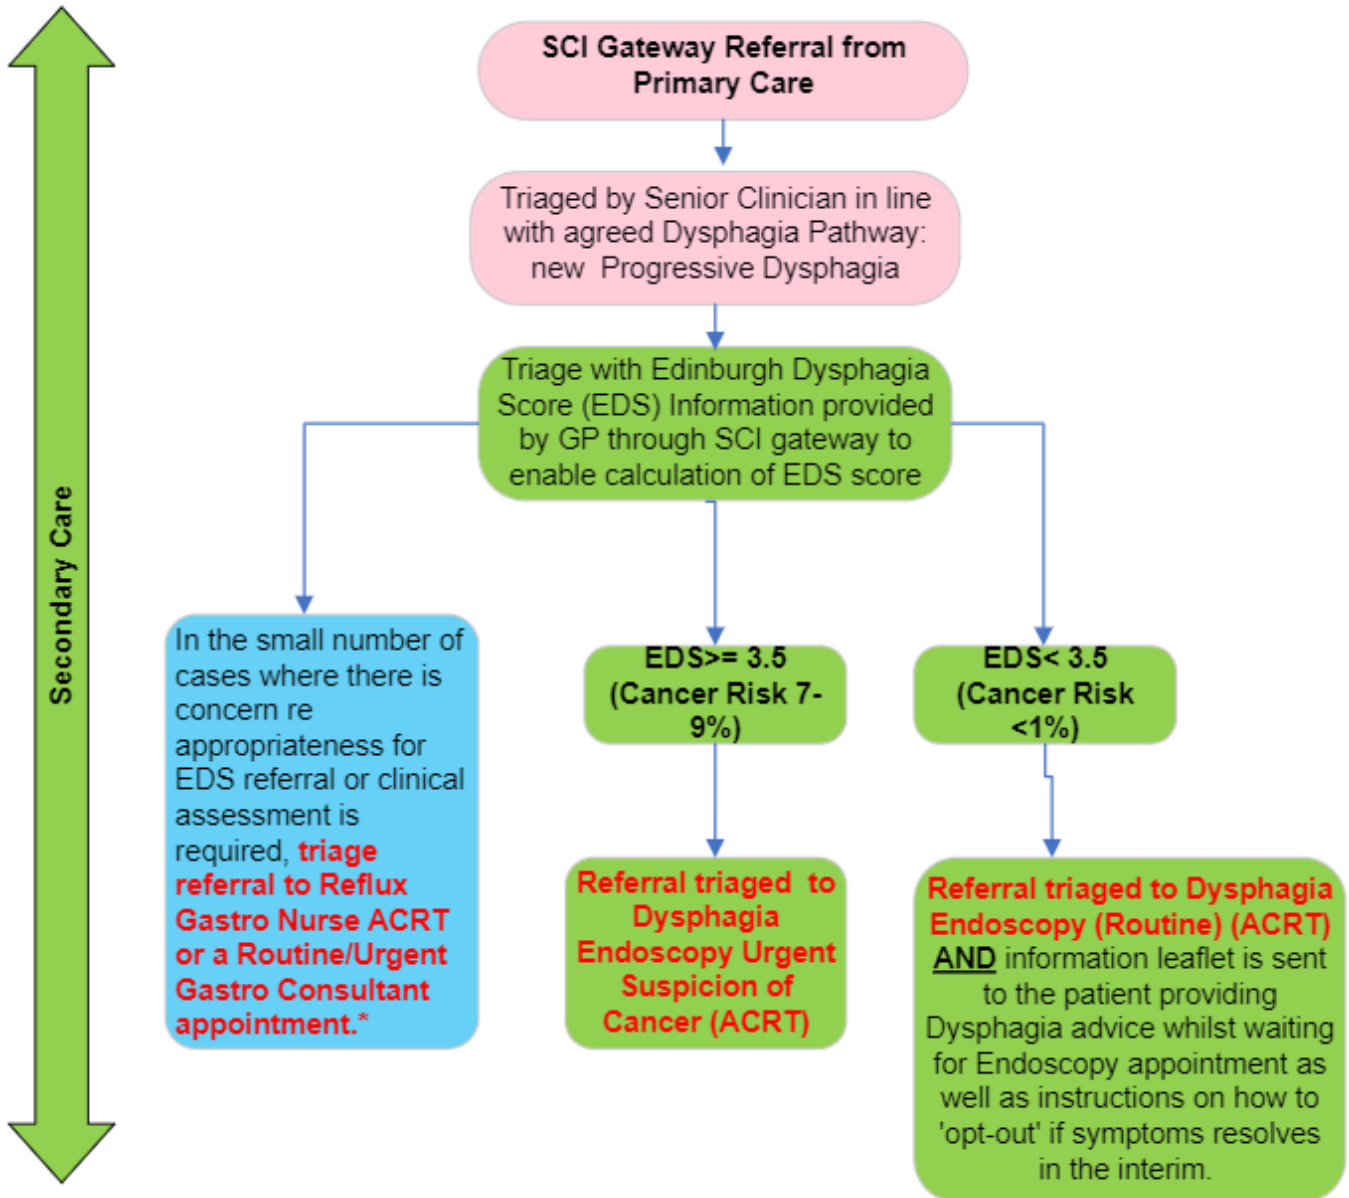 SCI Gateway Referral from
Primary Care
Triaged by Senior Clinician in line
with agreed Dysphagia Pathway:
new Progressive Dysphagia
Triage with Edinburgh Dysphagia
Score (EDS) Information provided
by GP through SCI gateway to
enable calculation of EDS score
Secondary Care
In the small number of
cases where there is
concern re
appropriateness for
EDS referral or clinical
assessment is
required, triage
referral to Reflux
Gastro Nurse ACRT
or a Routine/Urgent
Gastro Consultant
appointment.*
EDS>= 3.5
(Cancer Risk 7-
9%)
EDS< 3.5
(Cancer Risk
<1%)
Referral triaged to
Dysphagia
Endoscopy Urgent
Suspicion of
Cancer (ACRT)
Referral triaged to Dysphagia
Endoscopy (Routine) (ACRT)
AND information leaflet is sent
to the patient providing
Dysphagia advice whilst waiting
for Endoscopy appointment as
well as instructions on how to
'opt-out' if symptoms resolves
in the interim.